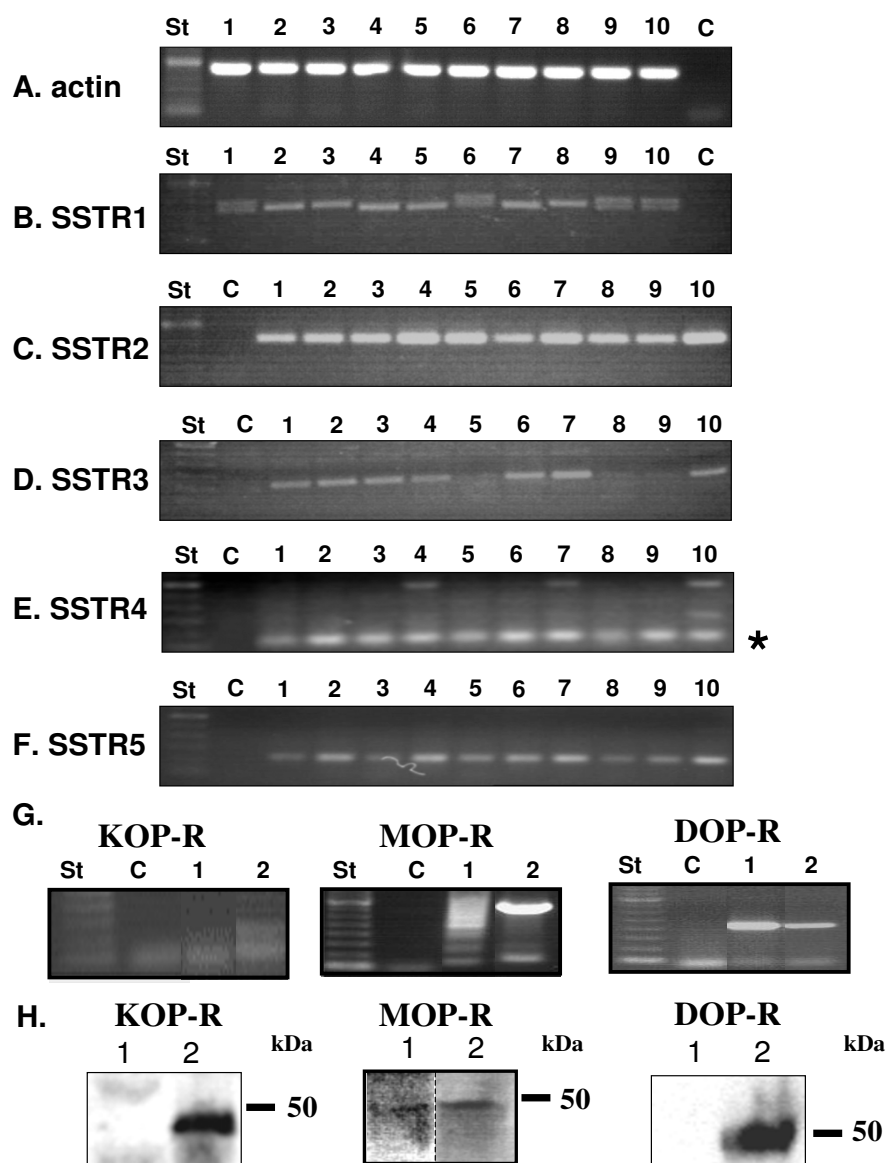 St 1 2 3 4 5 6 7 8 9 10 C
A. actin
St 1 2 3 4 5 6 7 8 9 10 C
B. SSTR1
St C 1 2 3 4 5 6 7 8 9 10
C. SSTR2
St C 1 2 3 4 5 6 7 8 9 10
D. SSTR3
St C 1 2 3 4 5 6 7 8 9 10
E. SSTR4 *
St C 1 2 3 4 5 6 7 8 9 10
F. SSTR5
G.
KOP-R MOP-R DOP-R
St C 1 2 St C 1 2 St C 1 2
H.
KOP-R MOP-R DOP-R
1 2 kDa 1 2 kDa 1 2 kDa
50 50 50